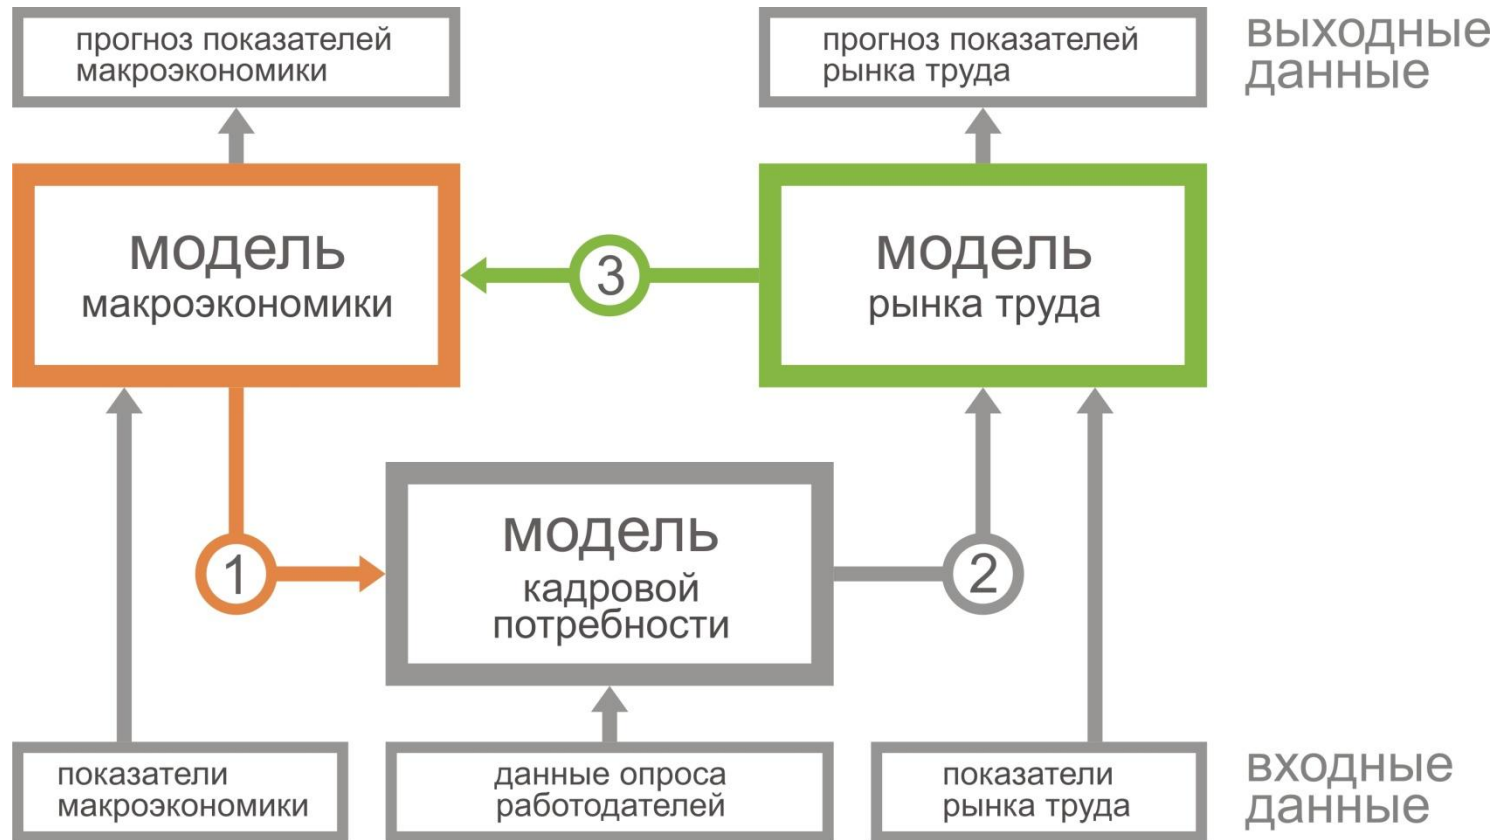 прогноз показателей
макроэкономики
прогноз показателей
рынка труда
выходные
данные
модель
макроэкономики
3
модель
рынка труда
1
модель
кадровой
потребности
2
показатели
макроэкономики
данные опроса
работодателей
показатели
рынка труда
входные
данные